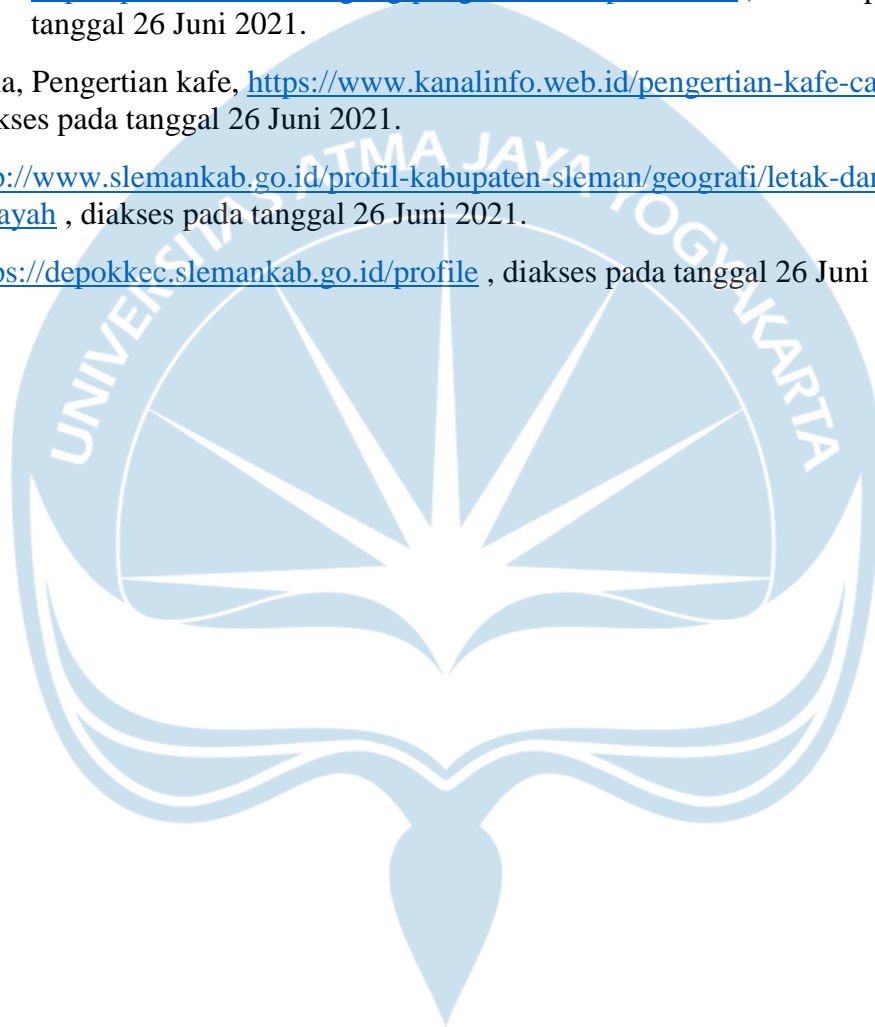 tanggal 26 Juni 2021.
a, Pengertian kafe, https://www.kanalinfo.web.id/pengertian-kafe-ca
kses pada tanggal 26 Juni 2021.
://www.slemankab.go.id/profil-kabupaten-sleman/geografi/letak-dan
ayah , diakses pada tanggal 26 Juni 2021.
ps://depokkec.slemankab.go.id/profile , diakses pada tanggal 26 Juni
UNIVERSITAS ATMA JAYA YOGYAKARTA